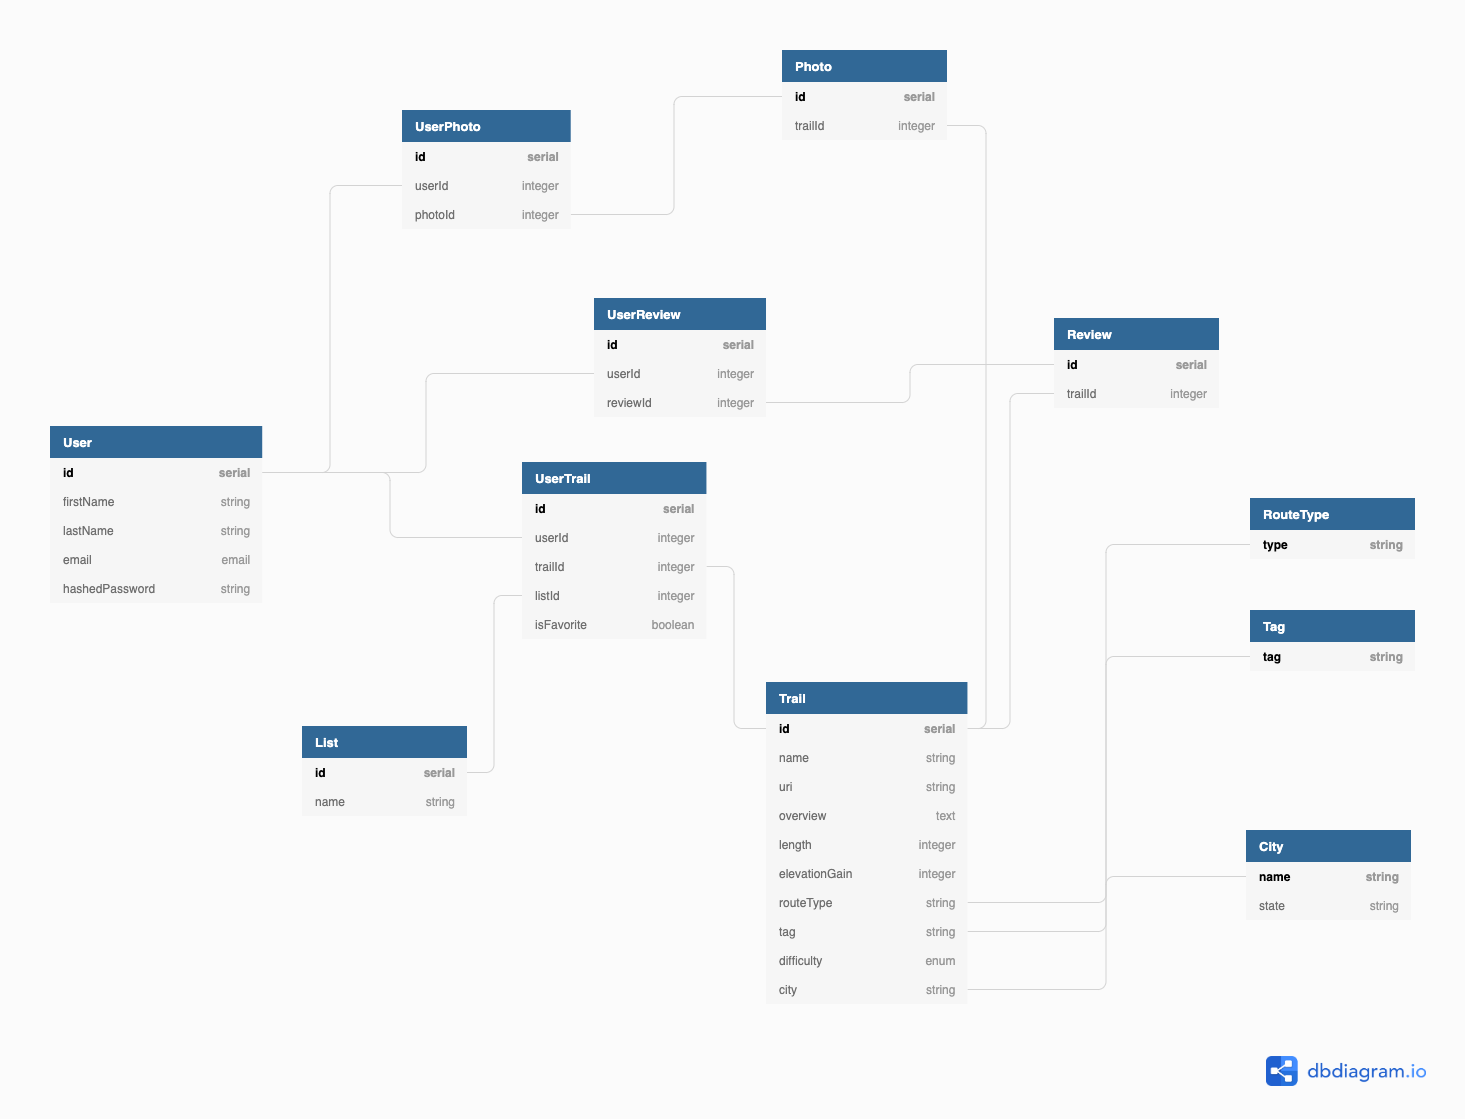 Photo
id serial
trailId integer
UserPhoto
id serial
userId integer
photoId integer
UserReview
id serial
userId integer
reviewId integer
Review
id serial
trailId integer
User
id serial
firstName string
lastName string
email email
hashedPassword string
UserTrail
id serial
userId integer
trailId integer
listId integer
isFavorite boolean
RouteType
type string
Tag
tag string
List
id serial
name string
Trail
id serial
name string
uri string
overview text
length integer
elevationGain integer
routeType string
tag string
difficulty enum
city string
City
name string
state string
dbdiagram.io